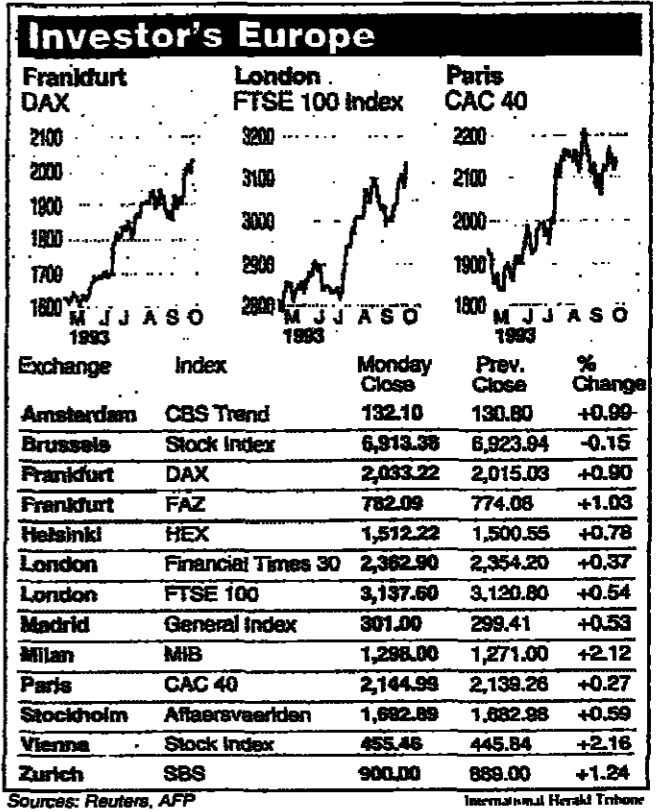 Investor's Europe
Frankfurt London Paris
DAX FTSE 100 Index CAC 40
2100 3200 2200
2000 3100 2100
1900 3000 2000
1800 2900 1900
1700 2800 1800
1600
M J J A S O M J J A S O M J J A S O
1993 1993 1993
Exchange Index Monday Close Prev. Close % Change
Amsterdam CBS Trend 132.10 130.80 +0.99
Brussels Stock Index 6,913.38 6,923.94 -0.15
Frankfurt DAX 2,033.22 2,015.03 +0.90
Frankfurt FAZ 782.09 774.08 +1.03
Helsinki HEX 1,512.22 1,500.55 +0.78
London Financial Times 30 2,362.90 2,354.20 +0.37
London FTSE 100 3,137.60 3,120.80 +0.54
Madrid General Index 301.00 299.41 +0.53
Milan MIB 1,298.00 1,271.00 +2.12
Paris CAC 40 2,144.99 2,139.26 +0.27
Stockholm Affaersvaerlden 1,692.89 1,682.98 +0.59
Vienna Stock Index 455.46 445.84 +2.16
Zurich SBS 900.00 889.00 +1.24
Sources: Reuters, AFP International Herald Tribune